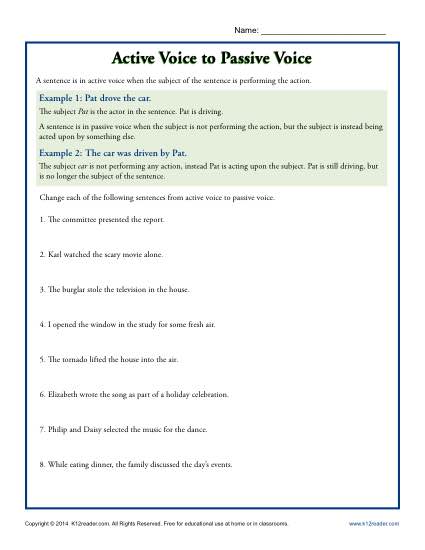 Name: ____________________
Active Voice to Passive Voice
A sentence is in active voice when the subject of the sentence is performing the action.
Example 1: Pat drove the car.
The subject Pat is the actor in the sentence. Pat is driving.
A sentence is in passive voice when the subject is not performing the action, but the subject is instead being
acted upon by something else.
Example 2: The car was driven by Pat.
The subject car is not performing any action, instead Pat is acting upon the subject. Pat is still driving, but
is no longer the subject of the sentence.
Change each of the following sentences from active voice to passive voice.
1. The committee presented the report.
2. Karl watched the scary movie alone.
3. The burglar stole the television in the house.
4. I opened the window in the study for some fresh air.
5. The tornado lifted the house into the air.
6. Elizabeth wrote the song as part of a holiday celebration.
7. Philip and Daisy selected the music for the dance.
8. While eating dinner, the family discussed the day's events.
Copyright © 2014 K12reader.com. All Rights Reserved. Free for educational use at home or in classrooms. www.k12reader.com